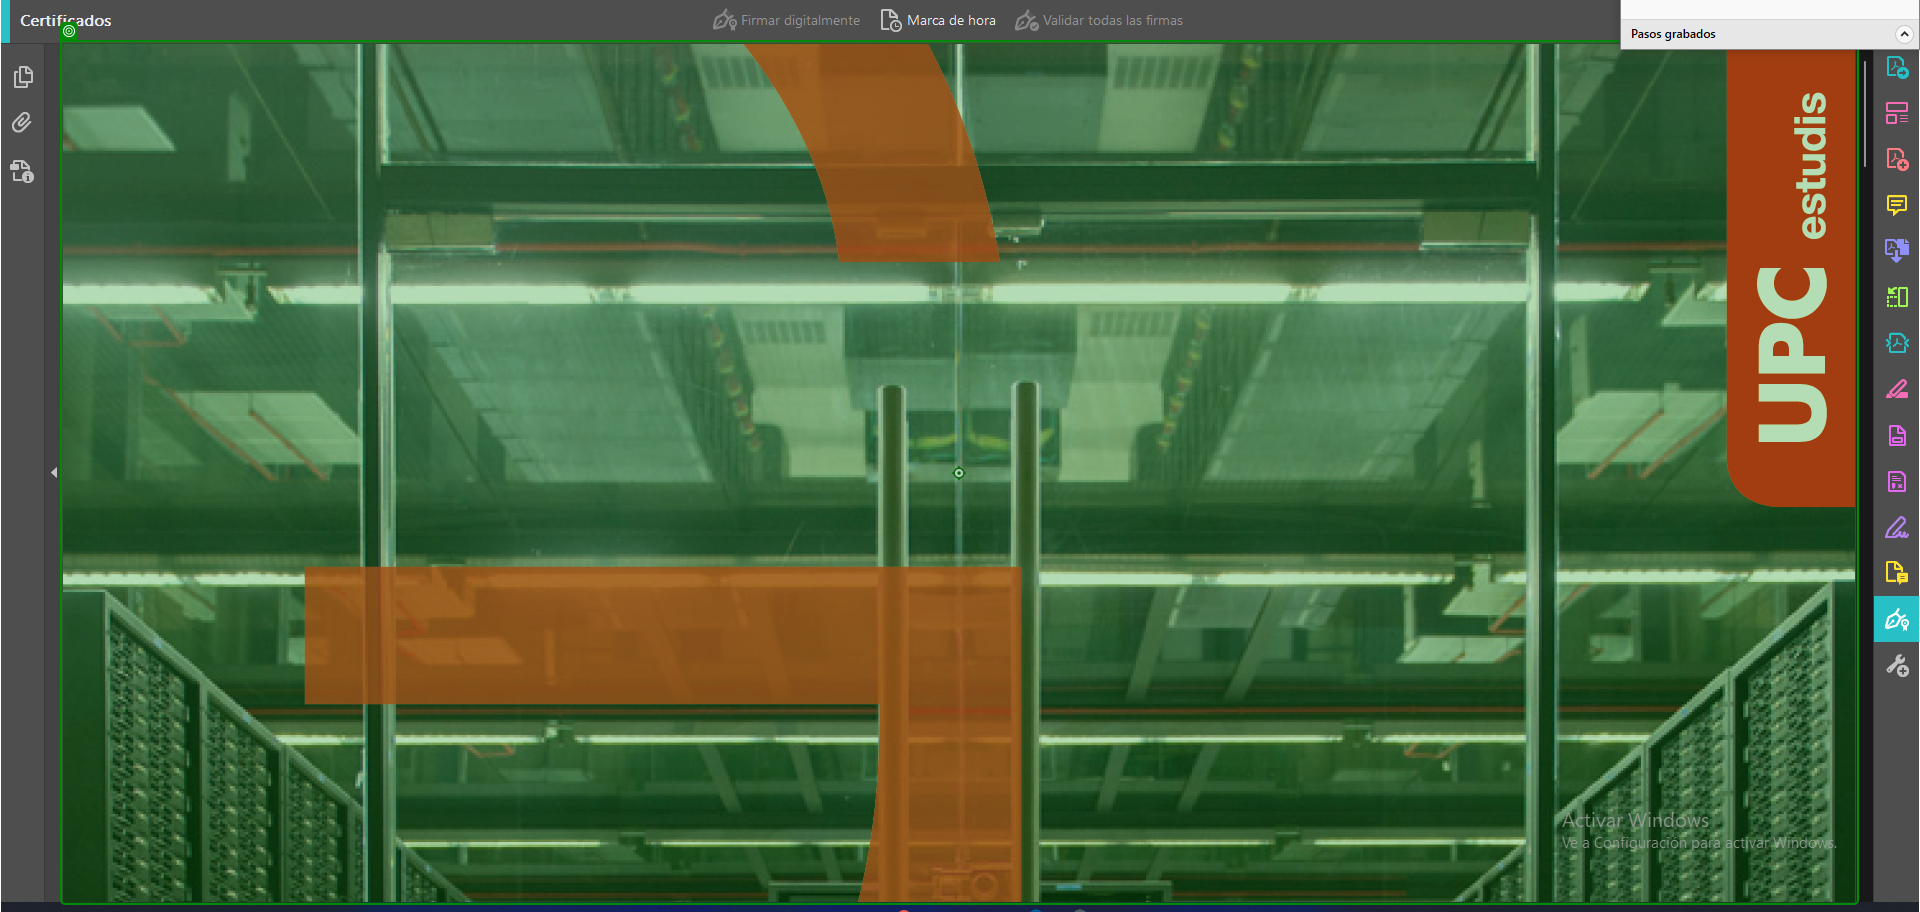 Certificados
Firmar digitalmente
Marca de hora
Validar todas las firmas
Pasos grabados
UPC estudis
Activar Windows
Ve a Configuración para activar Windows.